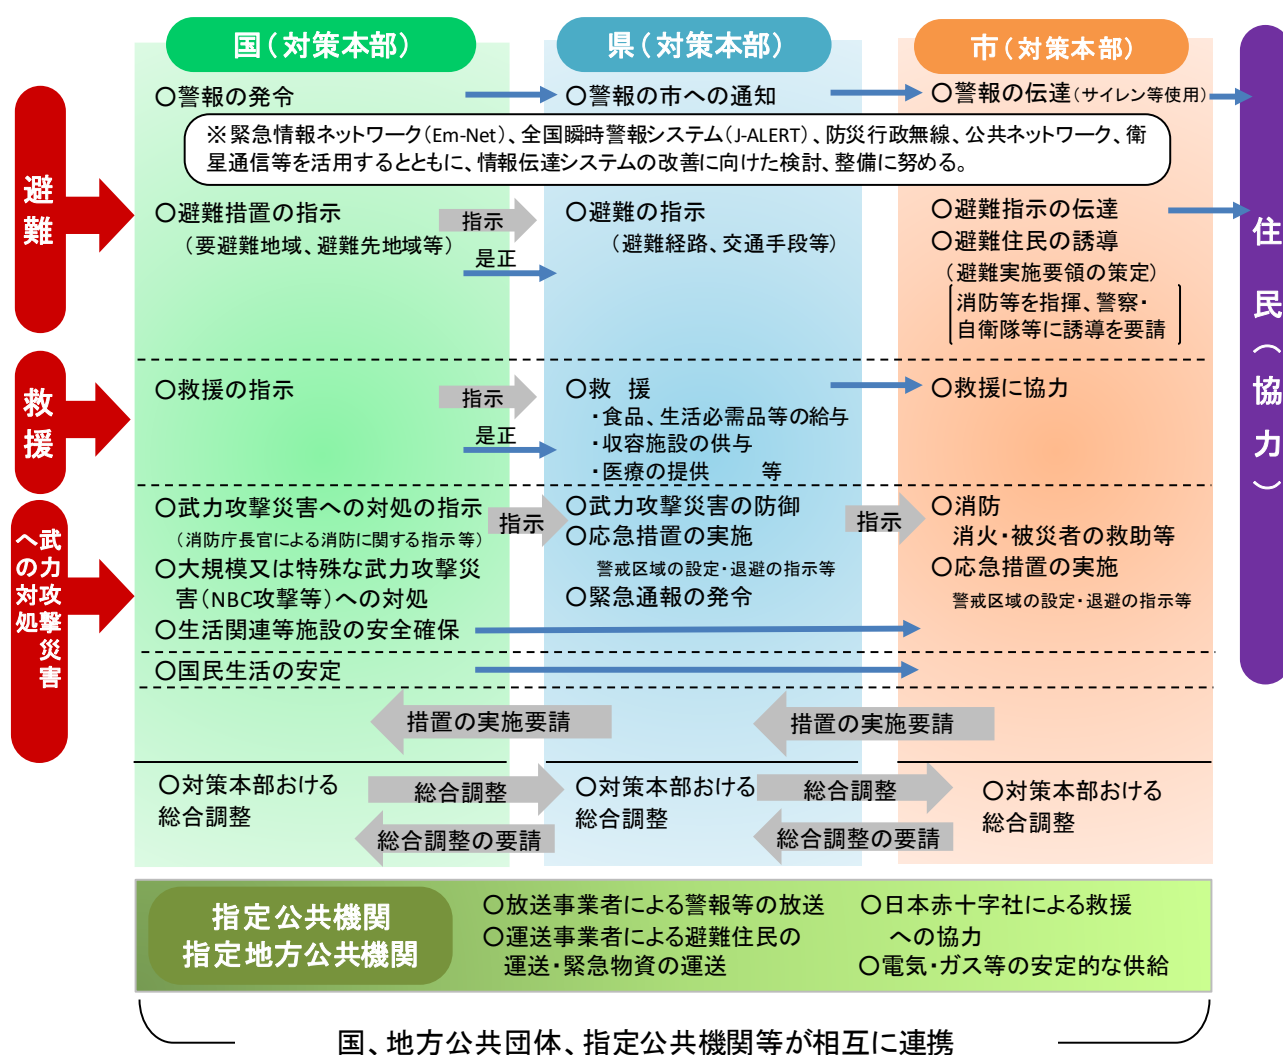 国(対策本部)
県(対策本部)
市(対策本部)
避難
救援
武力攻撃災害
への対処
住民(協力)
○警報の発令
○警報の市への通知
○警報の伝達(サイレン等使用)
※緊急情報ネットワーク(Em-Net)、全国瞬時警報システム(J-ALERT)、防災行政無線、公共ネットワーク、衛
星通信等を活用するとともに、情報伝達システムの改善に向けた検討、整備に努める。
○避難措置の指示
(要避難地域、避難先地域等)
指示
是正
○避難の指示
(避難経路、交通手段等)
○避難指示の伝達
○避難住民の誘導
(避難実施要領の策定)
消防等を指揮、警察・
自衛隊等に誘導を要請
○救援の指示
指示
是正
○救 援
・食品、生活必需品等の給与
・収容施設の供与
・医療の提供 等
○救援に協力
○武力攻撃災害への対処の指示
(消防庁長官による消防に関する指示等)
○大規模又は特殊な武力攻撃災
害(NBC攻撃等)への対処
○生活関連等施設の安全確保
指示
○武力攻撃災害の防御
○応急措置の実施
警戒区域の設定・退避の指示等
○緊急通報の発令
指示
○消防
消火・被災者の救助等
○応急措置の実施
警戒区域の設定・退避の指示等
○国民生活の安定
措置の実施要請
措置の実施要請
○対策本部おける
総合調整
総合調整
総合調整の要請
○対策本部おける
総合調整
総合調整
総合調整の要請
○対策本部おける
総合調整
指定公共機関
指定地方公共機関
○放送事業者による警報等の放送
○運送事業者による避難住民の
運送・緊急物資の運送
○日本赤十字社による救援
への協力
○電気・ガス等の安定的な供給
国、地方公共団体、指定公共機関等が相互に連携